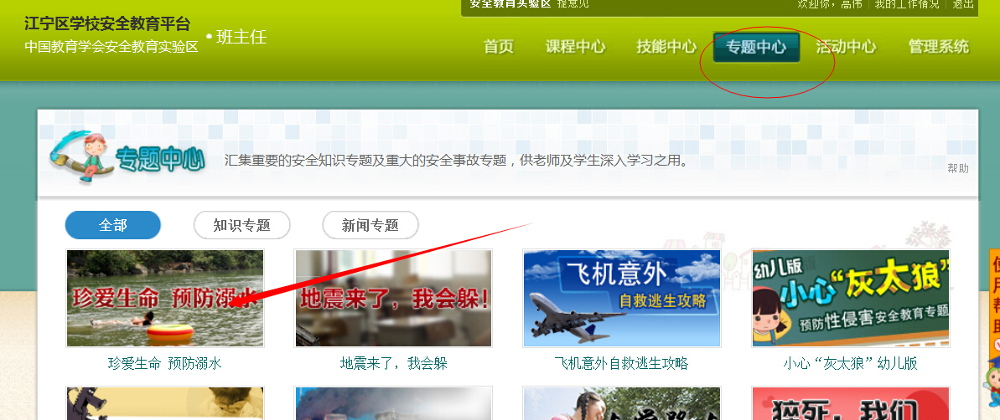 安全教育实验区 提意见
欢迎你，高伟 | 我的工作情况 | 退出
江宁区学校安全教育平台
中国教育学会安全教育实验区
•班主任
首页 课程中心 技能中心 专题中心 活动中心 管理系统
专题中心
汇集重要的安全知识专题及重大的安全事故专题，供老师及学生深入学习之用。
帮助
全部 知识专题 新闻专题
珍爱生命 预防溺水
地震来了，我会躲！
飞机意外
自救逃生攻略
幼儿版
小心“灰太狼”
预防性侵害安全教育专题
使用帮助
珍爱生命 预防溺水
地震来了，我会躲
飞机意外自救逃生攻略
小心“灰太狼”幼儿版
猝死，我们